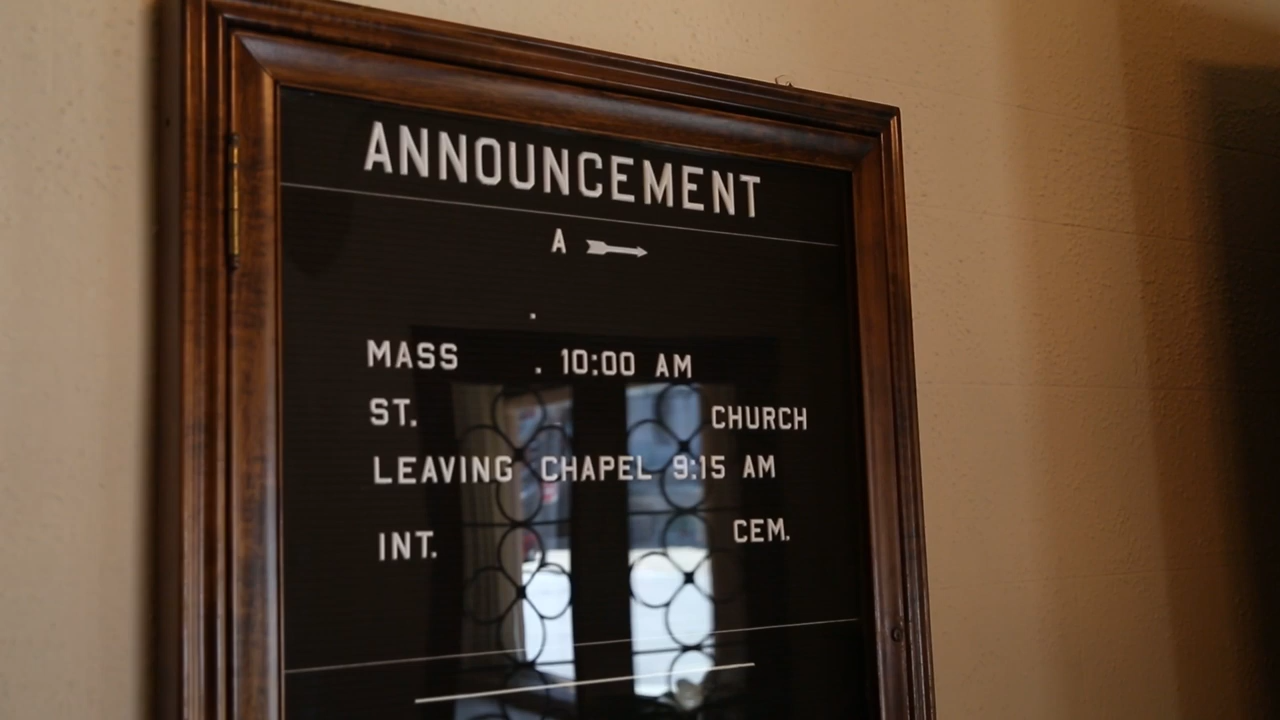 ANNOUNCEMENT
A
.
MASS . 10:00 AM
ST. CHURCH
LEAVING CHAPEL 9:15 AM
INT. CEM.